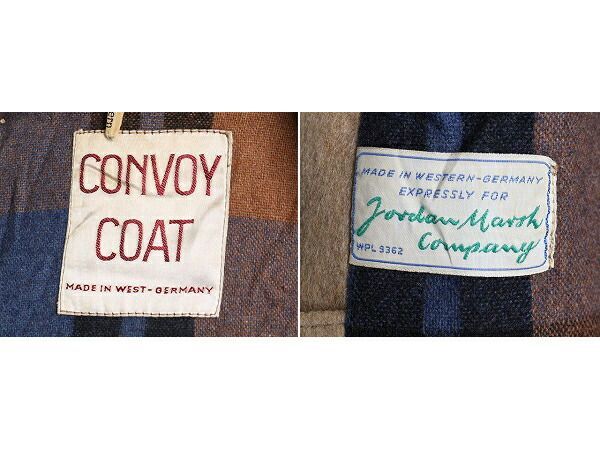 CONVOY
COAT
MADE IN WEST-GERMANY
MADE IN WESTERN-GERMANY
EXPRESSLY FOR
Jordan Marsh
Company
WPL 9362